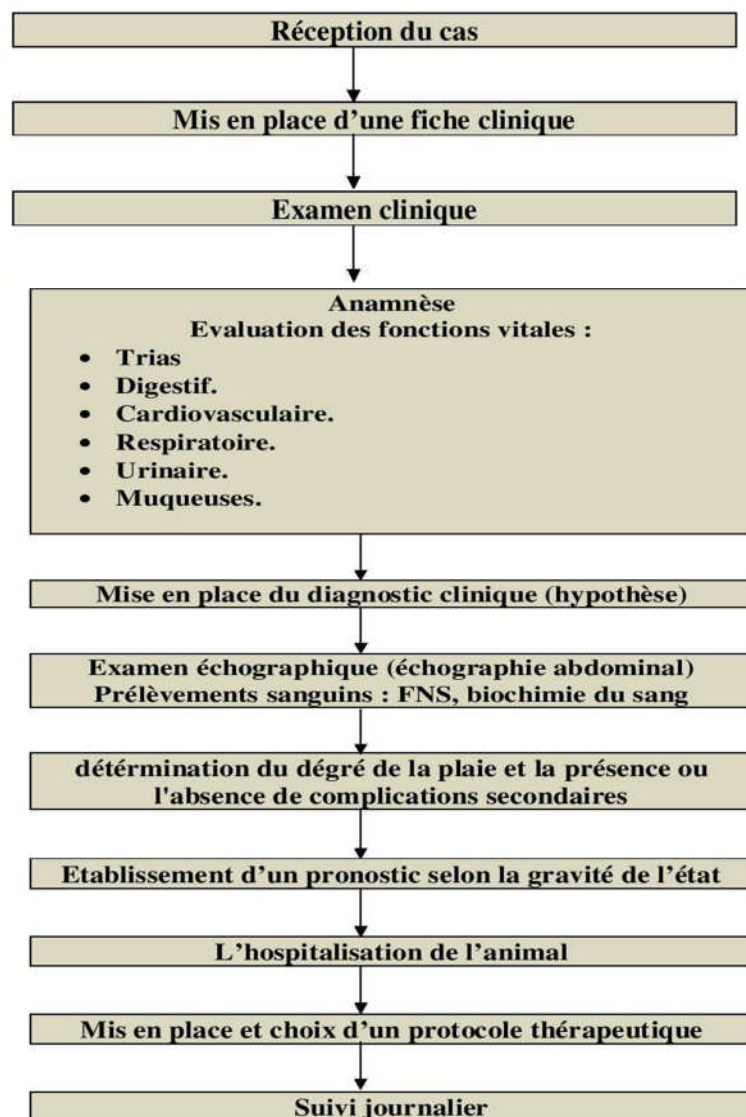 Réception du cas
Mis en place d’une fiche clinique
Examen clinique
Anamnèse
Evaluation des fonctions vitales :
• Trias
• Digestif.
• Cardiovasculaire.
• Respiratoire.
• Urinaire.
• Muqueuses.
Mise en place du diagnostic clinique (hypothèse)
Examen échographique (échographie abdominal)
Prélèvements sanguins : FNS, biochimie du sang
détérmination du dégré de la plaie et la présence ou
l'absence de complications secondaires
Etablissement d’un pronostic selon la gravité de l’état
L’hospitalisation de l’animal
Mis en place et choix d’un protocole thérapeutique
Suivi journalier